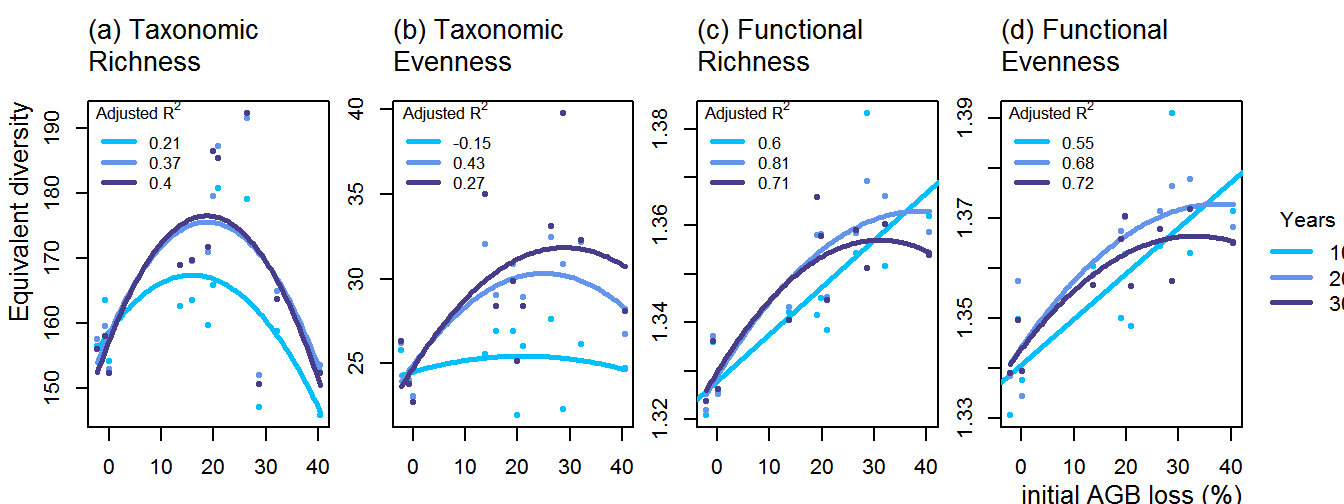 (a) Taxonomic
Richness
(b) Taxonomic
Evenness
(c) Functional
Richness
(d) Functional
Evenness
Equivalent diversity
Adjusted R²
0.21
0.37
0.4
150
160
170
180
190
0 10 20 30 40
Adjusted R²
-0.15
0.43
0.27
25
30
35
40
0 10 20 30 40
Adjusted R²
0.6
0.81
0.71
1.32
1.34
1.36
1.38
0 10 20 30 40
Adjusted R²
0.55
0.68
0.72
1.33
1.35
1.37
1.39
0 10 20 30 40
initial AGB loss (%)
Years